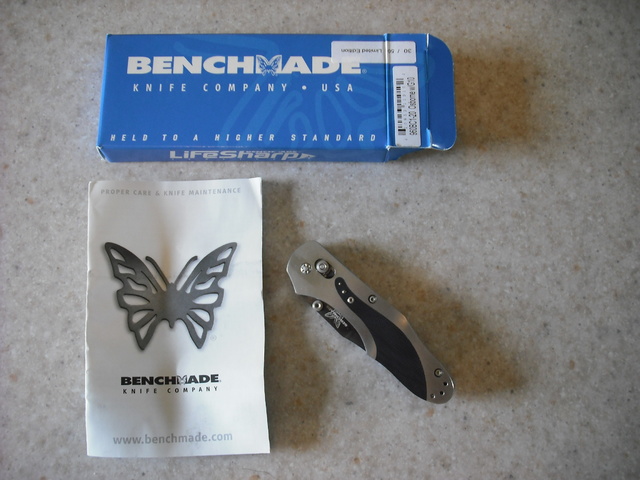 BENCHMADE
KNIFE COMPANY • USA
HELD TO A HIGHER STANDARD
LIFESHARP
Limited Edition
PROPER CARE & KNIFE MAINTENANCE
BENCHMADE
KNIFE COMPANY
www.benchmade.com